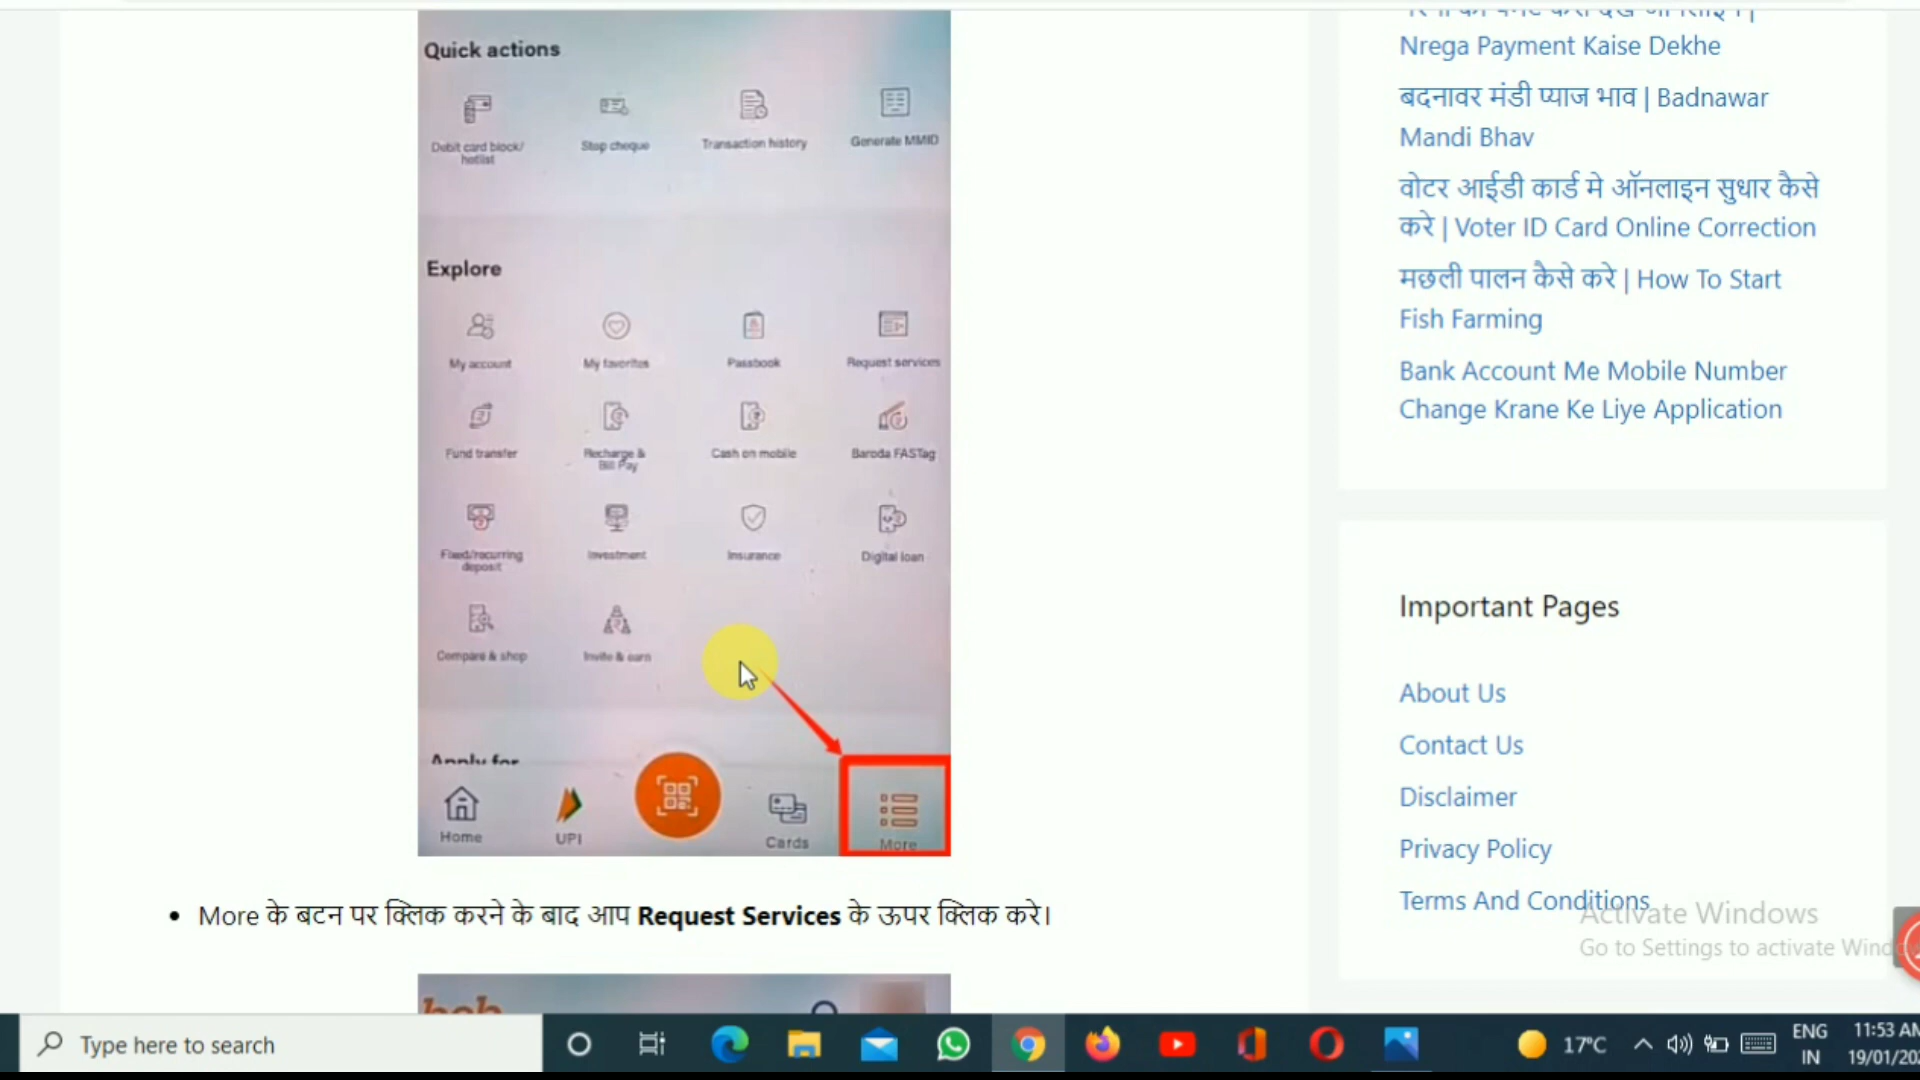 Quick actions
Debit card block/
hotlist
Stop cheque
Transaction history
Generate MMID
Explore
My account
My favorites
Passbook
Request services
Fund transfer
Recharge &
Bill Pay
Cash on mobile
Baroda FASTag
Fixed/recurring
deposit
Investment
Insurance
Digital loan
Compare & shop
Invite & earn
Apply for
Home
UPI
Cards
More
• More के बटन पर क्लिक करने के बाद आप Request Services के ऊपर क्लिक करे।
bob
Nrega Payment Kaise Dekhe
बदनावर मंडी प्याज भाव | Badnawar
Mandi Bhav
वोटर आईडी कार्ड मे ऑनलाइन सुधार कैसे
करे | Voter ID Card Online Correction
मछली पालन कैसे करे | How To Start
Fish Farming
Bank Account Me Mobile Number
Change Krane Ke Liye Application
Important Pages
About Us
Contact Us
Disclaimer
Privacy Policy
Terms And Conditions
Activate Windows
Go to Settings to activate Windo
Type here to search
17°C
ENG
IN
11:53 AM
19/01/202